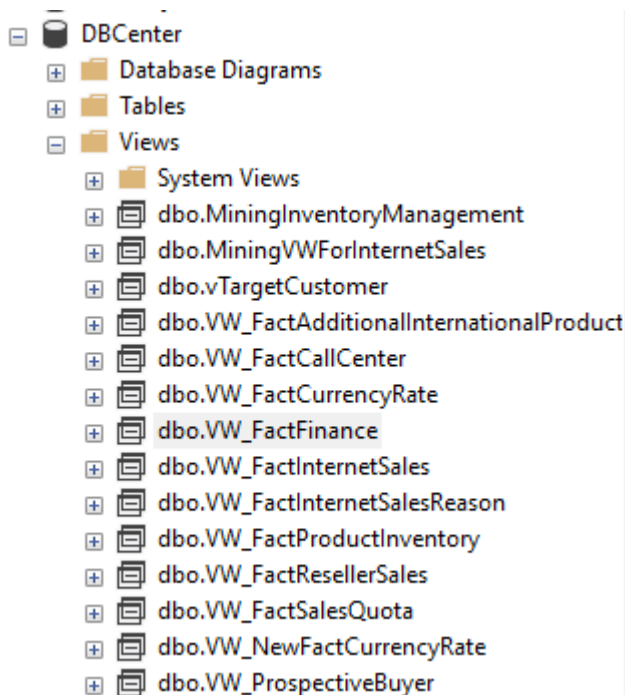 DBCenter
Database Diagrams
Tables
Views
System Views
dbo.MiningInventoryManagement
dbo.MiningVWForInternetSales
dbo.vTargetCustomer
dbo.VW_FactAdditionalInternationalProduct
dbo.VW_FactCallCenter
dbo.VW_FactCurrencyRate
dbo.VW_FactFinance
dbo.VW_FactInternetSales
dbo.VW_FactInternetSalesReason
dbo.VW_FactProductInventory
dbo.VW_FactResellerSales
dbo.VW_FactSalesQuota
dbo.VW_NewFactCurrencyRate
dbo.VW_ProspectiveBuyer